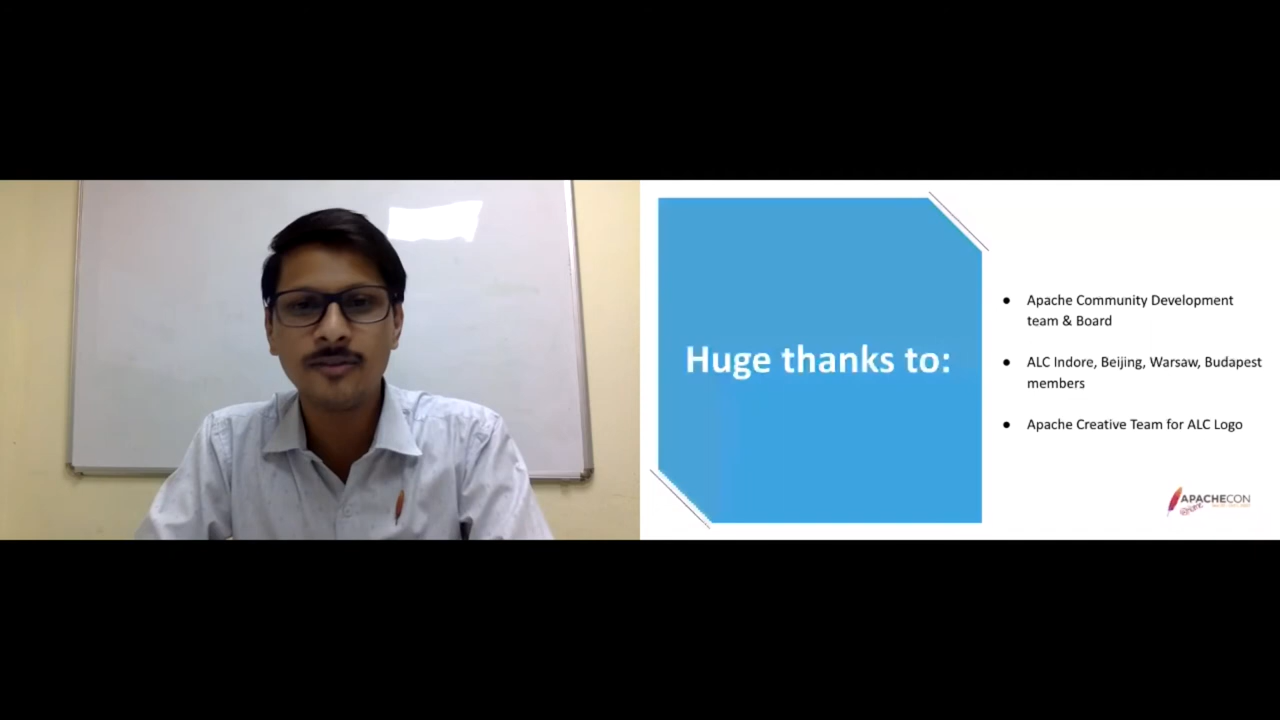 Huge thanks to:
● Apache Community Development
team & Board
● ALC Indore, Beijing, Warsaw, Budapest
members
● Apache Creative Team for ALC Logo
APACHECON
@Home